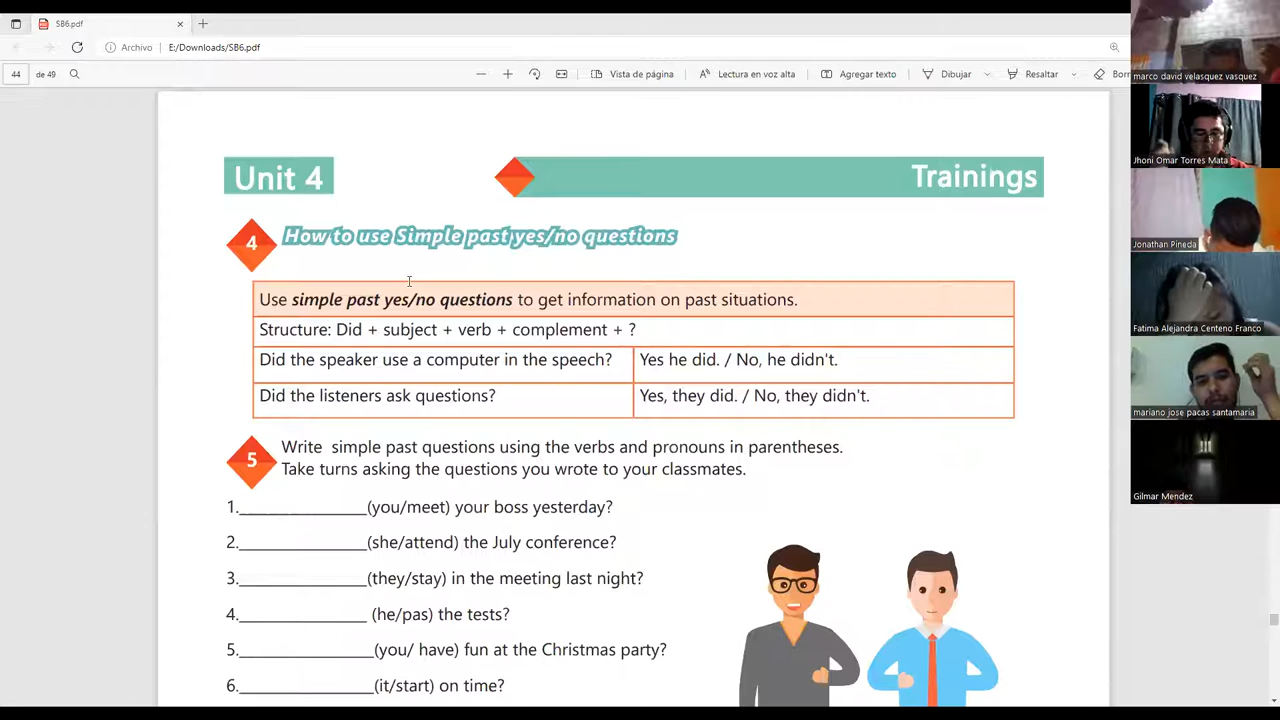 SB6.pdf
Archivo
E:/Downloads/SB6.pdf
44 de 49
Vista de página
Lectura en voz alta
Agregar texto
Dibujar
Resaltar
Unit 4
Trainings
4 How to use Simple past yes/no questions
Use simple past yes/no questions to get information on past situations.
Structure: Did + subject + verb + complement + ?
Did the speaker use a computer in the speech? Yes he did. / No, he didn't.
Did the listeners ask questions? Yes, they did. / No, they didn't.
5 Write simple past questions using the verbs and pronouns in parentheses.
Take turns asking the questions you wrote to your classmates.
1.______________(you/meet) your boss yesterday?
2.______________(she/attend) the July conference?
3.______________(they/stay) in the meeting last night?
4.______________ (he/pas) the tests?
5._______________(you/ have) fun at the Christmas party?
6._______________(it/start) on time?
marco david velasquez vasquez
Jhoni Omar Torres Mata
Jonathan Pineda
Fatima Alejandra Centeno Franco
mariano jose pacas santamaria
Gilmar Mendez